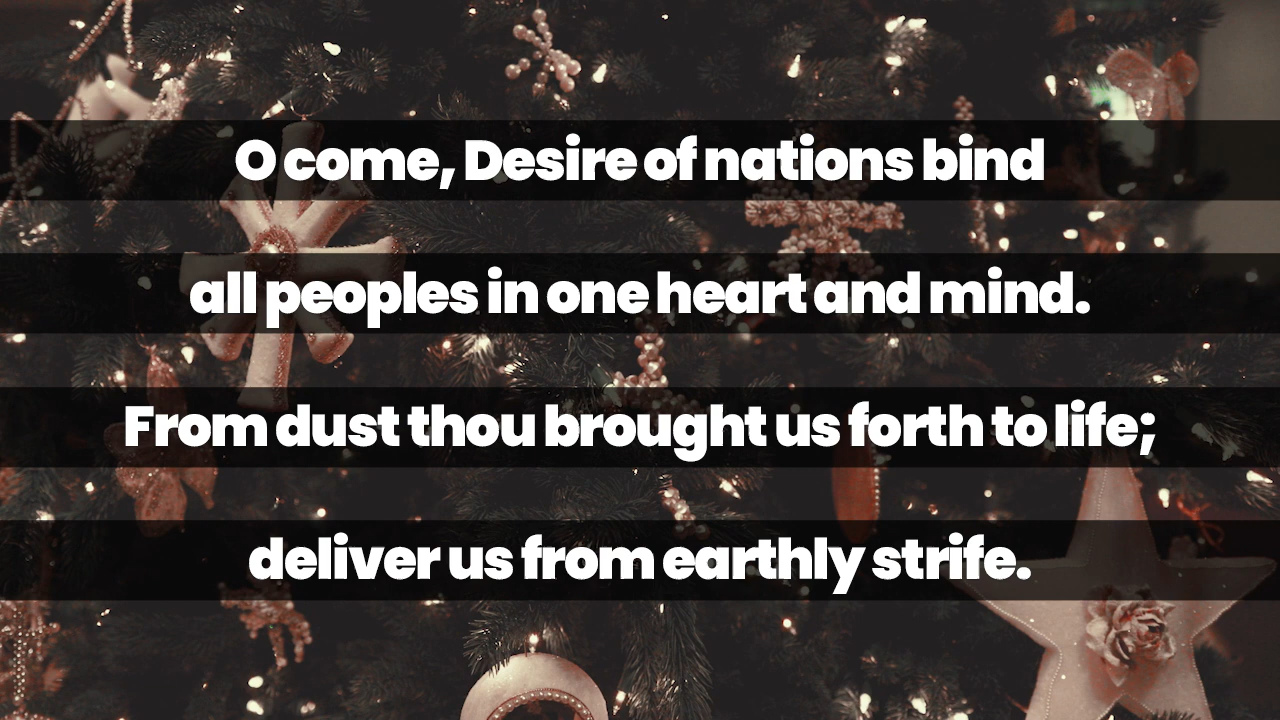 O come, Desire of nations bind
all peoples in one heart and mind.
From dust thou brought us forth to life;
deliver us from earthly strife.